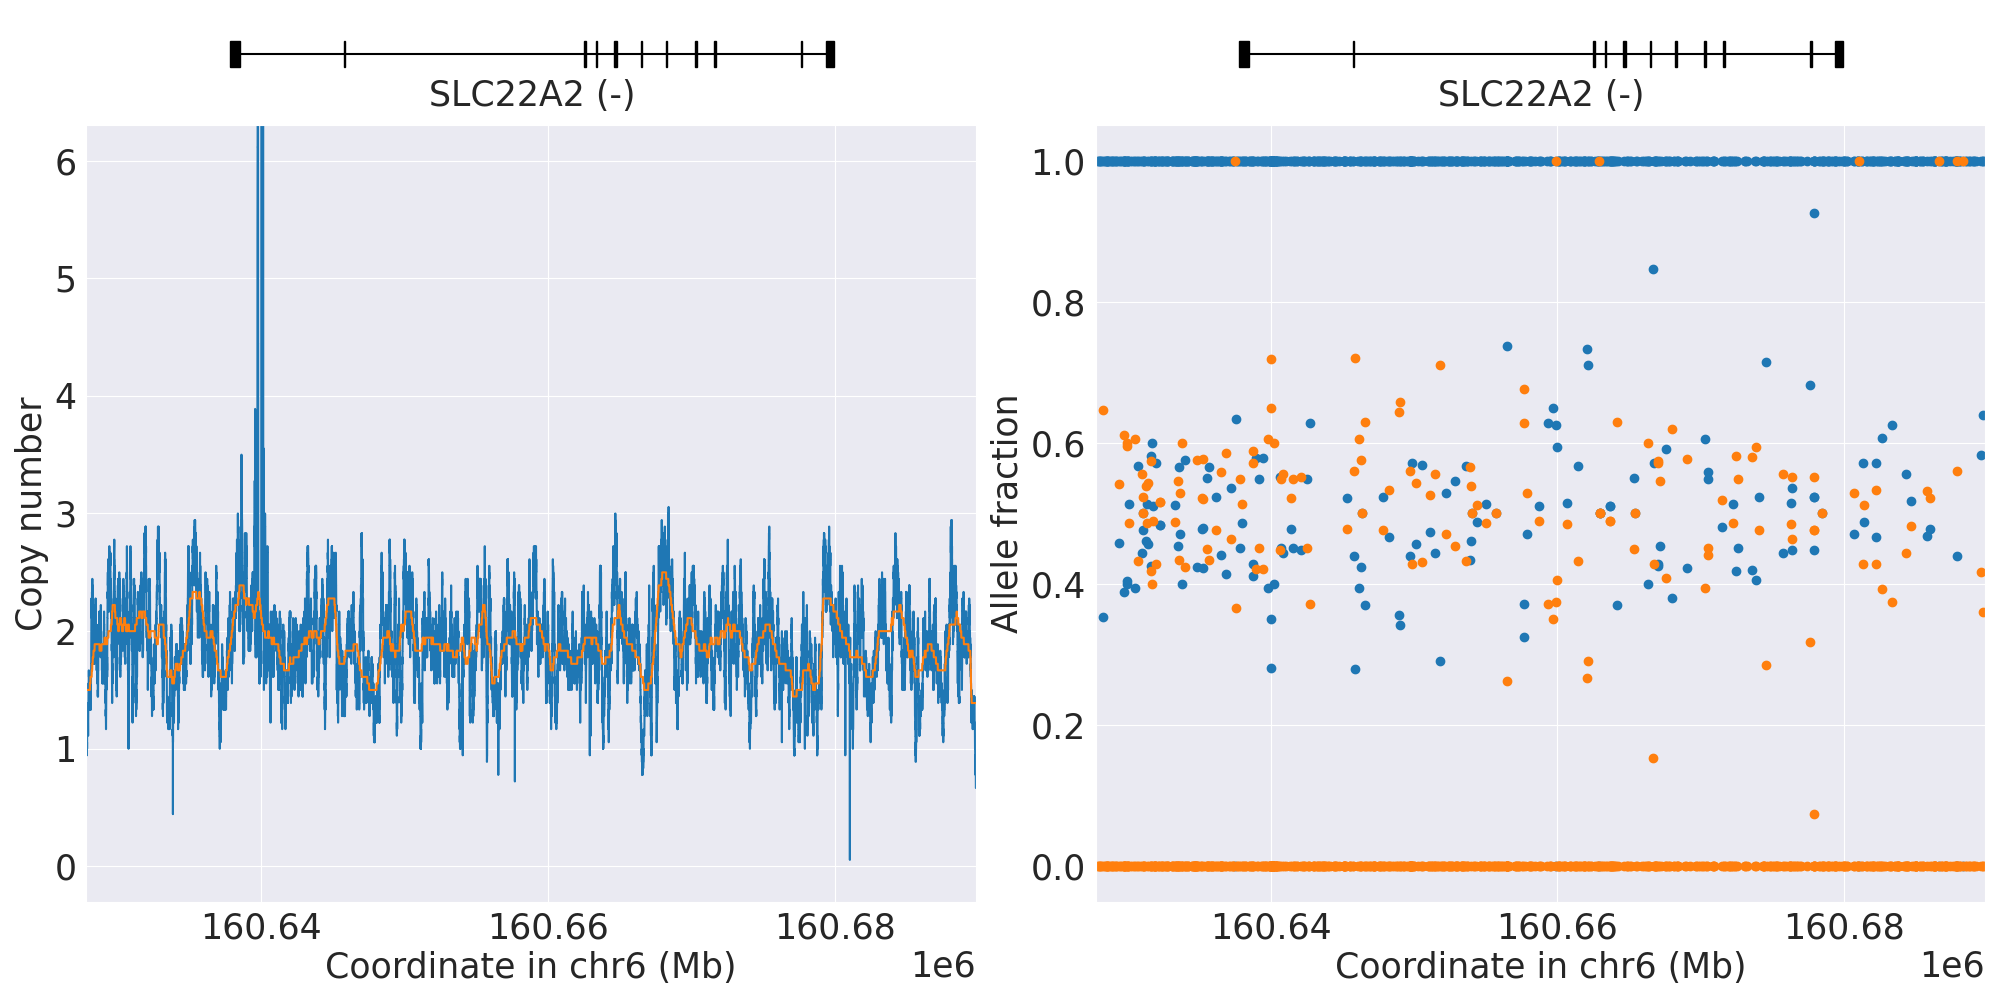 SLC22A2 (-)
Copy number
6
5
4
3
2
1
0
160.64
160.66
160.68
Coordinate in chr6 (Mb)
1e6
SLC22A2 (-)
Allele fraction
1.0
0.8
0.6
0.4
0.2
0.0
160.64
160.66
160.68
Coordinate in chr6 (Mb)
1e6